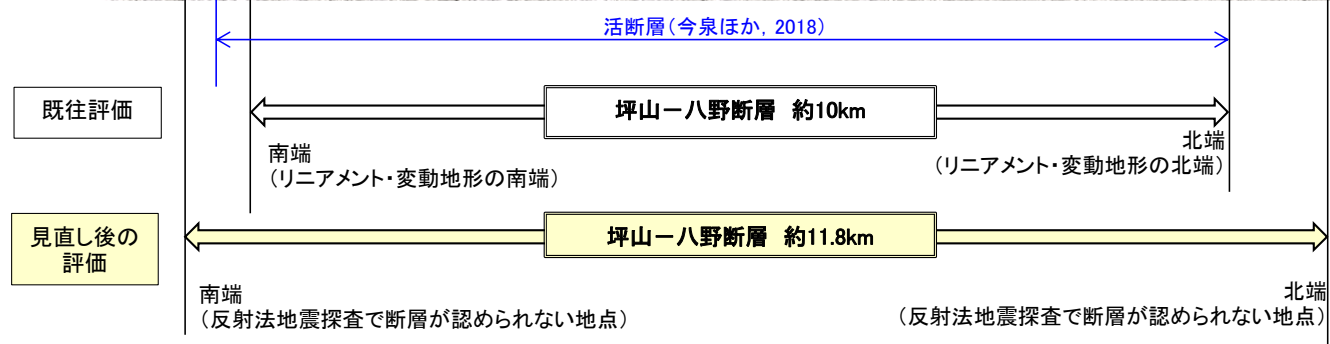 活断層(今泉ほか, 2018)
既往評価
坪山－八野断層 約10km
南端
(リニアメント・変動地形の南端)
北端
(リニアメント・変動地形の北端)
見直し後の
評価
坪山－八野断層 約11.8km
南端
(反射法地震探査で断層が認められない地点)
北端
(反射法地震探査で断層が認められない地点)